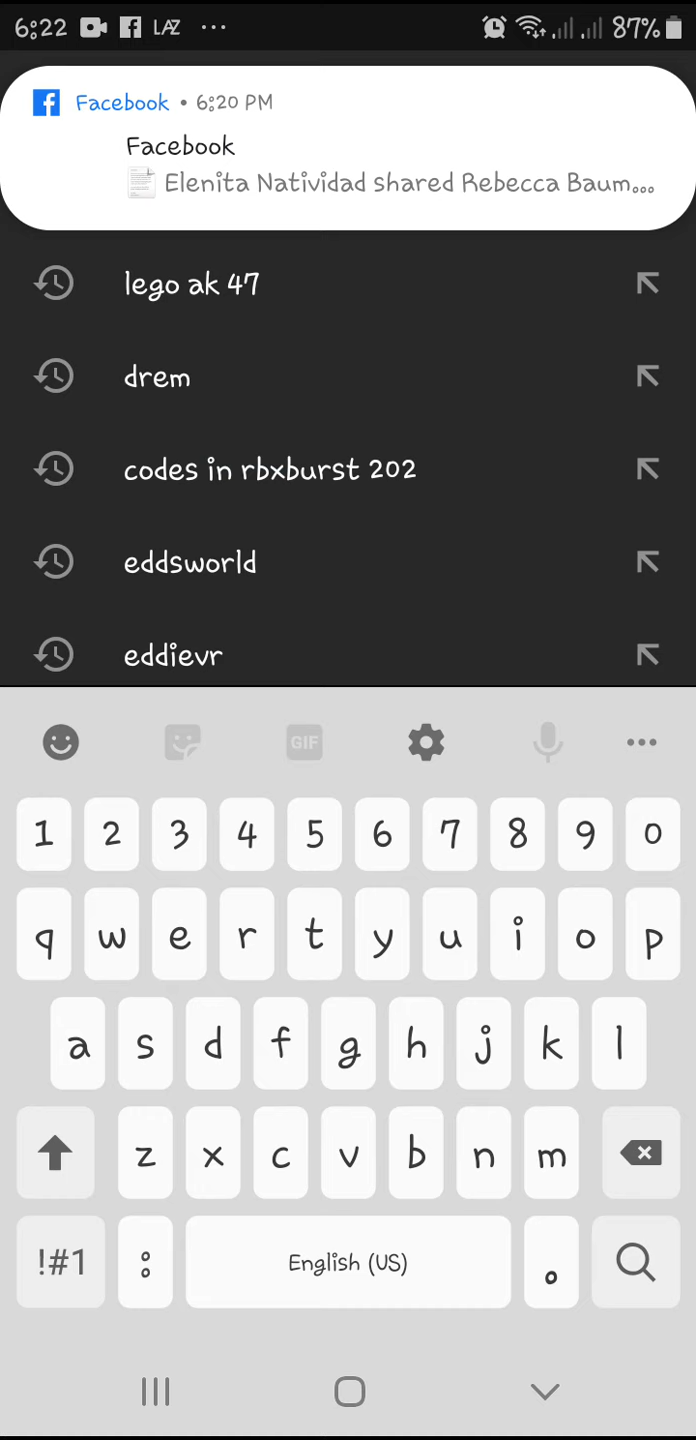 6:22 LAZ ... 87%
Facebook • 6:20 PM
Facebook
Elenita Natividad shared Rebecca Baum...
lego ak 47
drem
codes in rbxburst 202
eddsworld
eddievr
GIF
1 2 3 4 5 6 7 8 9 0
q w e r t y u i o p
a s d f g h j k l
z x c v b n m
!#1 : English (US) .